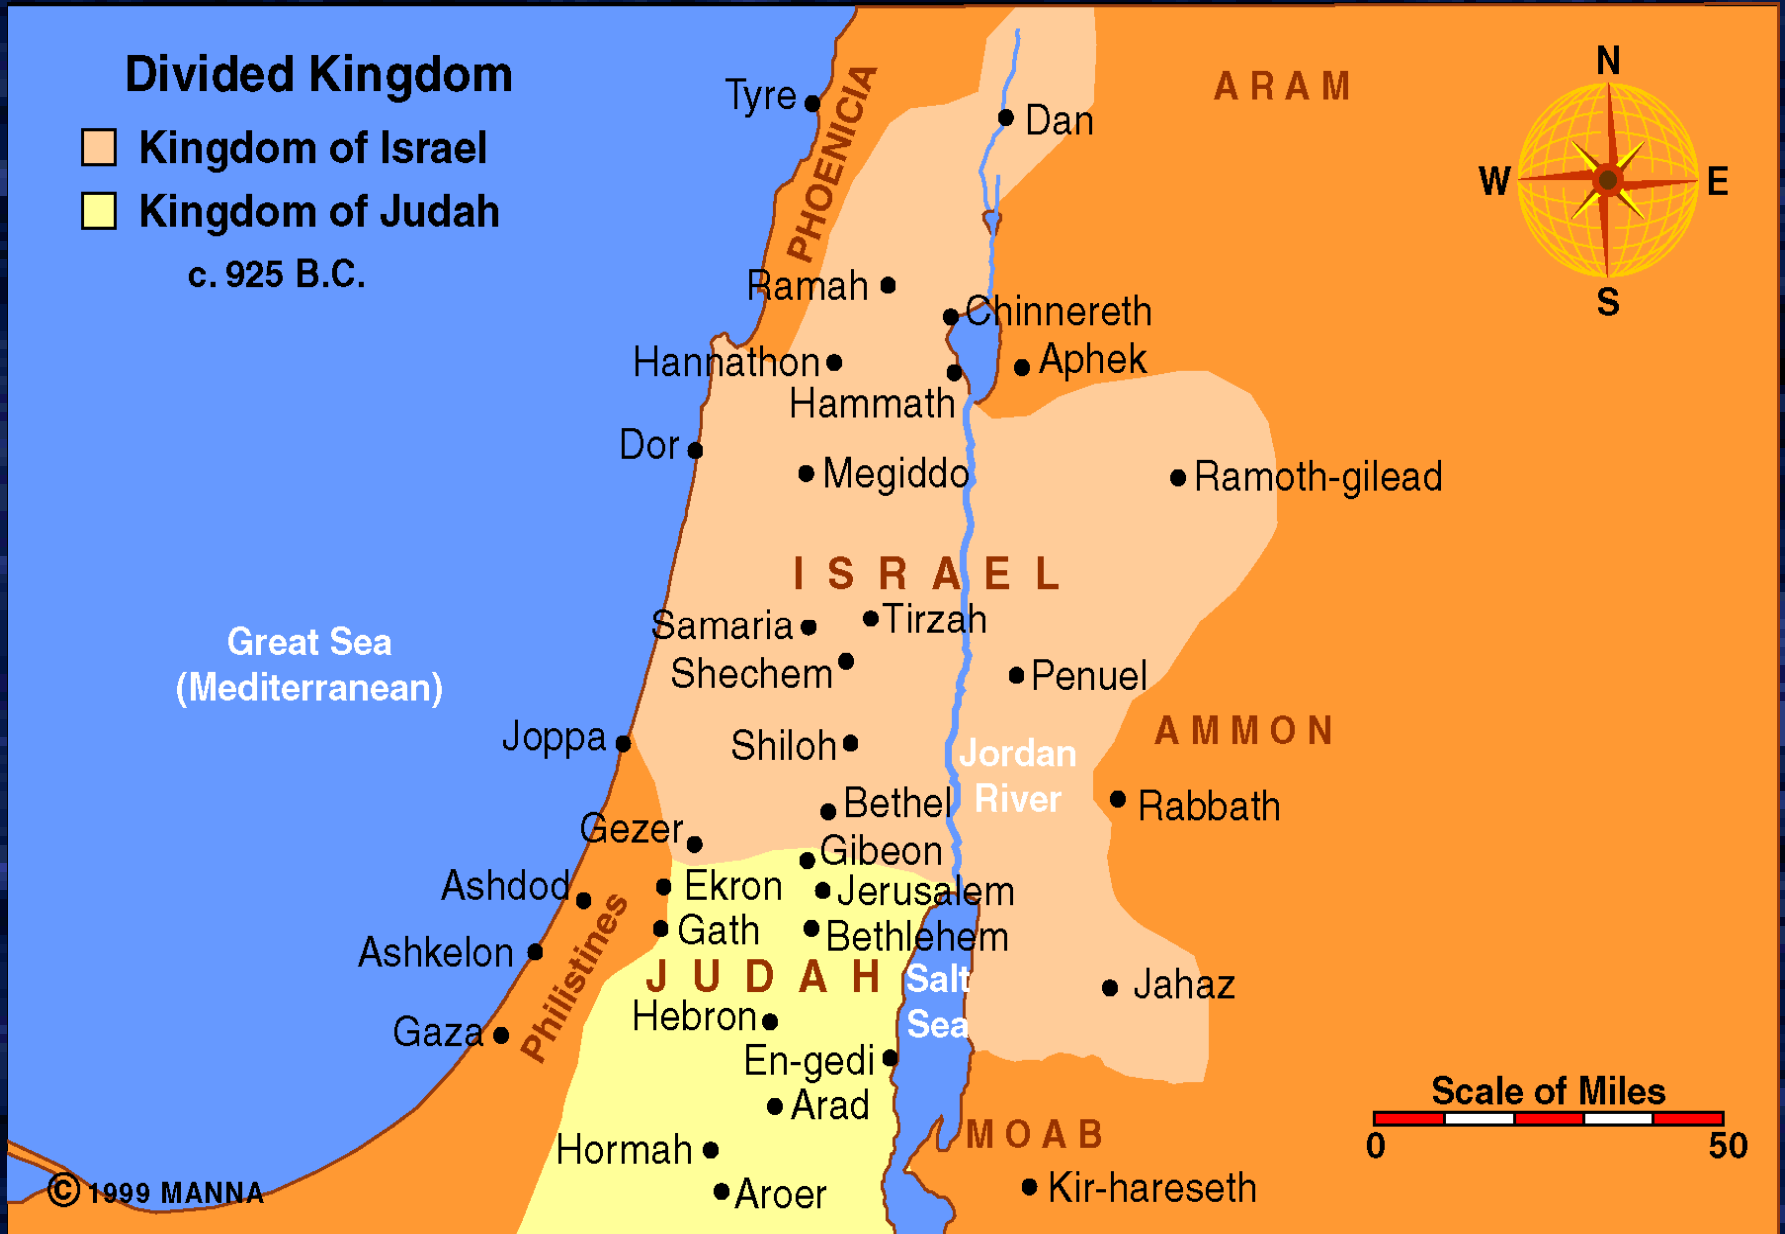 Divided Kingdom
Kingdom of Israel
Kingdom of Judah
c. 925 B.C.
N
W
E
S
ARAM
Tyre
PHOENICIA
Dan
Ramah
Chinnereth
Hannathon
Aphek
Hammath
Dor
Megiddo
Ramoth-gilead
ISRAEL
Samaria
Tirzah
Shechem
Penuel
Great Sea
(Mediterranean)
Joppa
Shiloh
Jordan
River
AMMON
Bethel
Rabbath
Gezer
Gibeon
Ashdod
Ekron
Jerusalem
Gath
Bethlehem
Ashkelon
Philistines
JUDAH
Salt
Sea
Jahaz
Hebron
Gaza
En-gedi
Arad
Scale of Miles
0
50
Hormah
MOAB
Aroer
Kir-hareseth
© 1999 MANNA